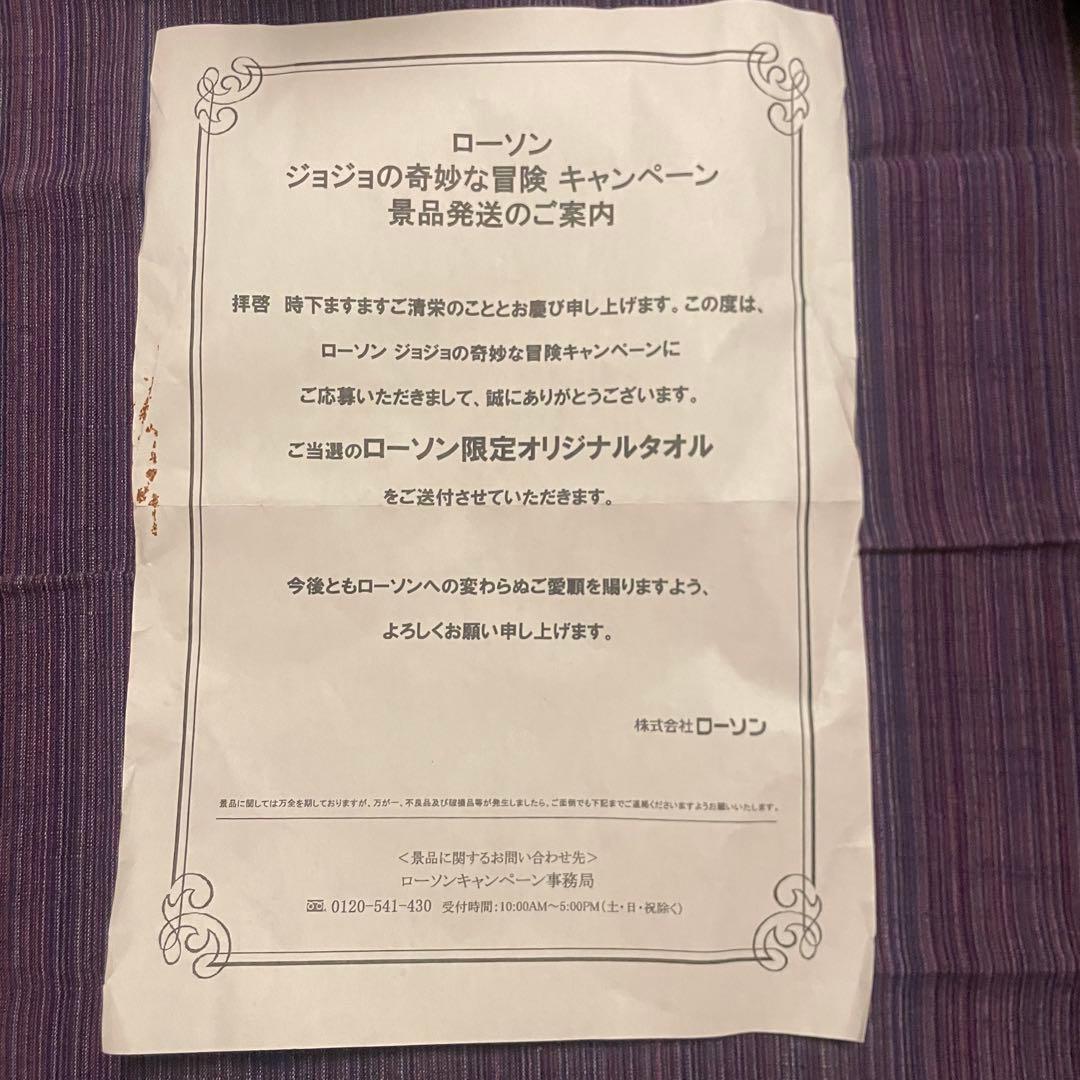 ローソン
ジョジョの奇妙な冒険 キャンペーン
景品発送のご案内
拝啓 時下ますますご清栄のこととお慶び申し上げます。この度は、
ローソン ジョジョの奇妙な冒険キャンペーンに
ご応募いただきまして、誠にありがとうございます。
ご当選のローソン限定オリジナルタオル
をご送付させていただきます。
今後ともローソンへの変わらぬご愛顧を賜りますよう、
よろしくお願い申し上げます。
株式会社ローソン
景品に関しては万全を期しておりますが、万が一、不良品及び破損品等が発生しましたら、ご面倒でも下記までご連絡くださいますようお願いいたします。
＜景品に関するお問い合わせ先＞
ローソンキャンペーン事務局
0120-541-430 受付時間:10:00AM～5:00PM(土・日・祝除く)